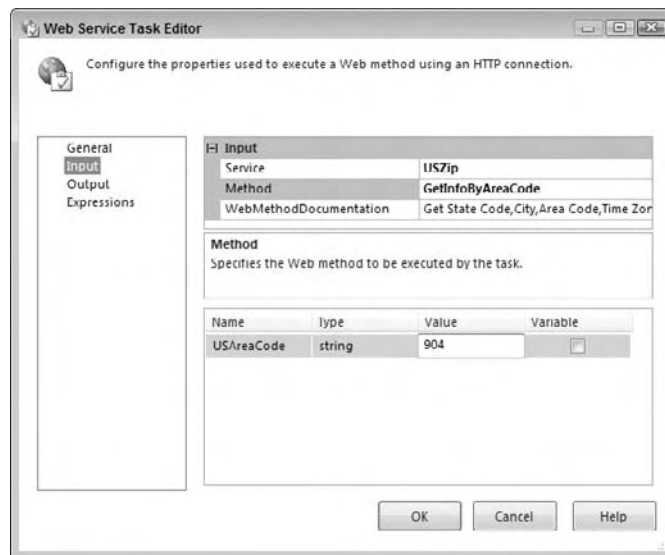 Web Service Task Editor
Configure the properties used to execute a Web method using an HTTP connection.
General
Input
Output
Expressions
Input
Service USZip
Method GetInfoByAreaCode
WebMethodDocumentation Get State Code,City,Area Code,Time Zon
Method
Specifies the Web method to be executed by the task.
Name Type Value Variable
USAreaCode string 904
OK Cancel Help